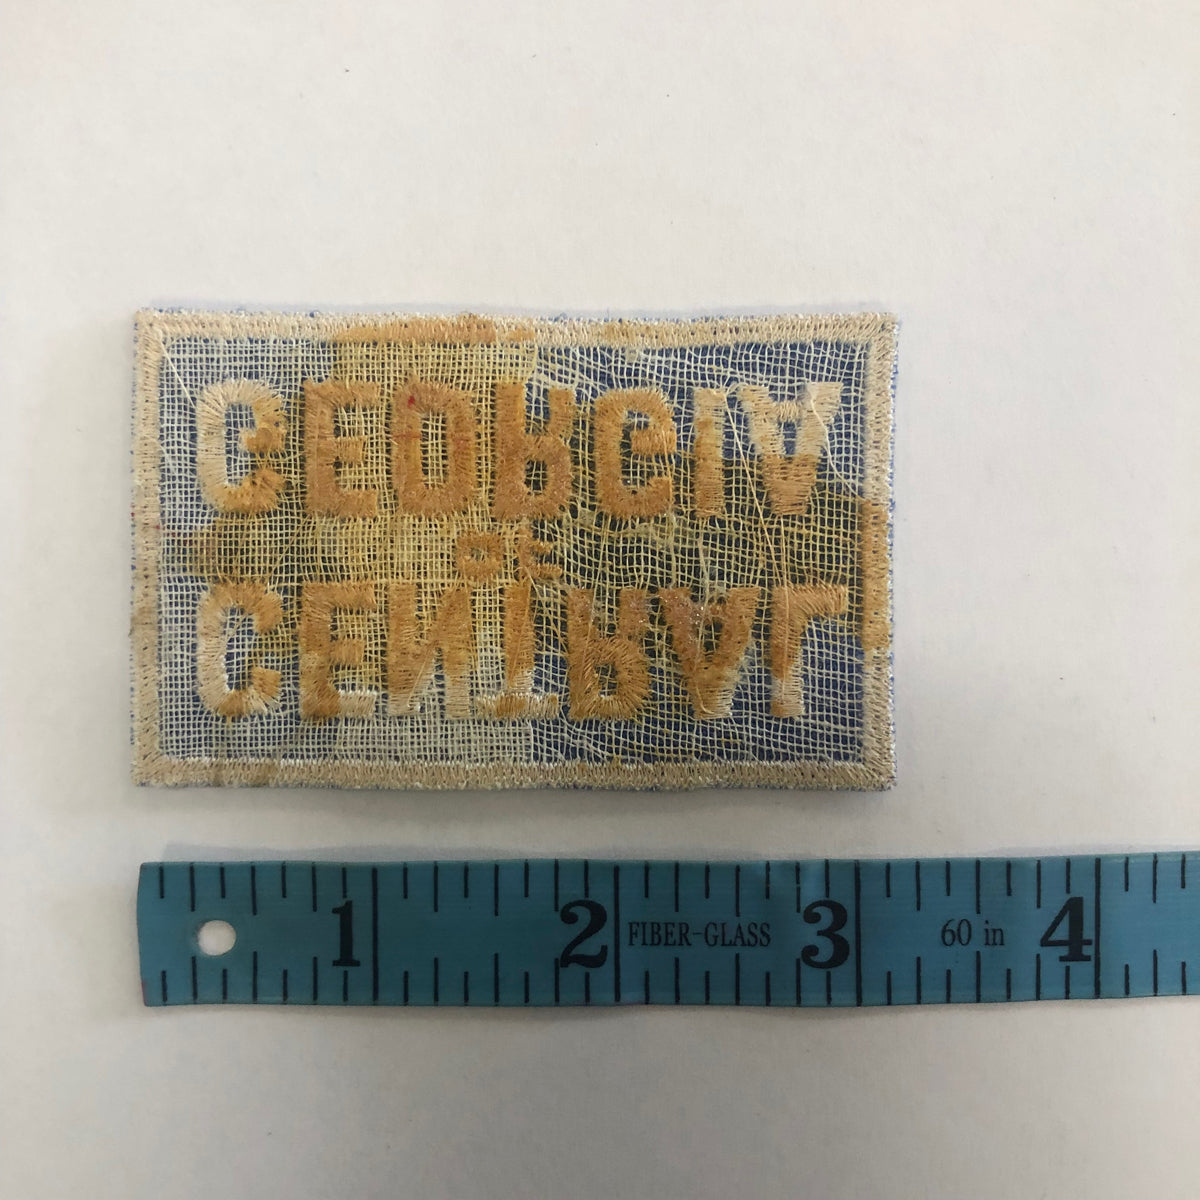 GEORGIA
OF
CENTRAL
1 2 FIBER-GLASS 3 60 in 4